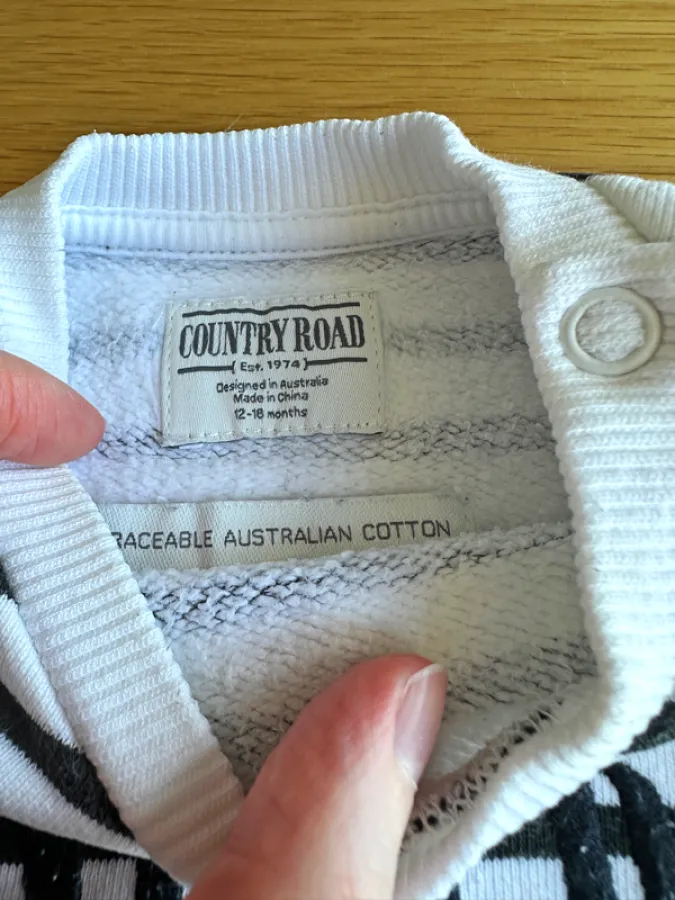 COUNTRY ROAD
{ Est. 1974 }
Designed in Australia
Made in China
12-18 months
RACEABLE AUSTRALIAN COTTON